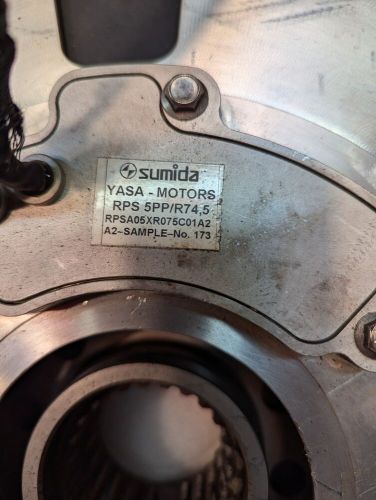 sumida
YASA - MOTORS
RPS 5PP/R74,5
RPSA05XR075C01A2
A2-SAMPLE-No. 173